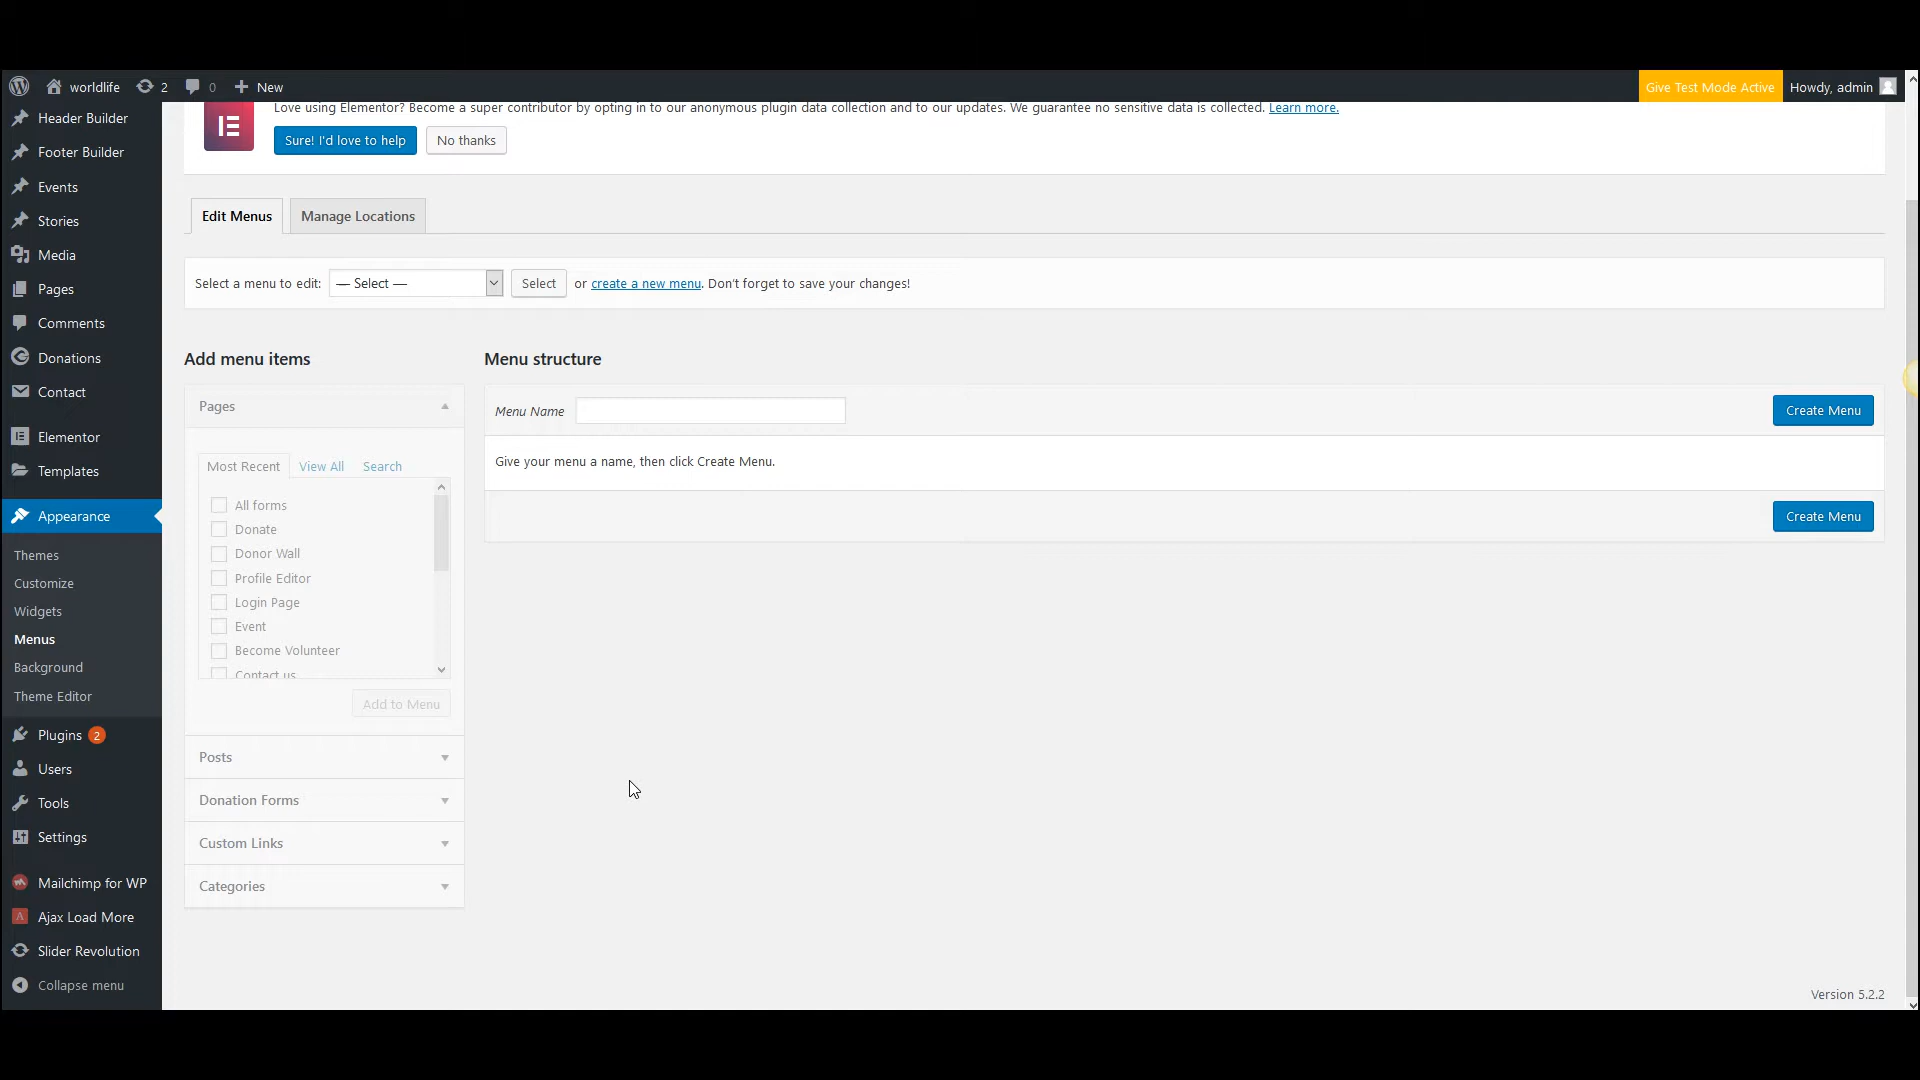 worldlife 2 0 New Give Test Mode Active Howdy, admin
Love using Elementor? Become a super contributor by opting in to our anonymous plugin data collection and to our updates. We guarantee no sensitive data is collected. Learn more.
Sure! I'd love to help No thanks
Header Builder
Footer Builder
Events
Stories
Media
Pages
Comments
Donations
Contact
Elementor
Templates
Appearance
Themes
Customize
Widgets
Menus
Background
Theme Editor
Plugins 2
Users
Tools
Settings
Mailchimp for WP
Ajax Load More
Slider Revolution
Collapse menu
Edit Menus Manage Locations
Select a menu to edit: — Select — Select or create a new menu. Don't forget to save your changes!
Add menu items
Pages
Most Recent View All Search
All forms
Donate
Donor Wall
Profile Editor
Login Page
Event
Become Volunteer
Contact us
Add to Menu
Posts
Donation Forms
Custom Links
Categories
Menu structure
Menu Name Create Menu
Give your menu a name, then click Create Menu.
Create Menu
Version 5.2.2